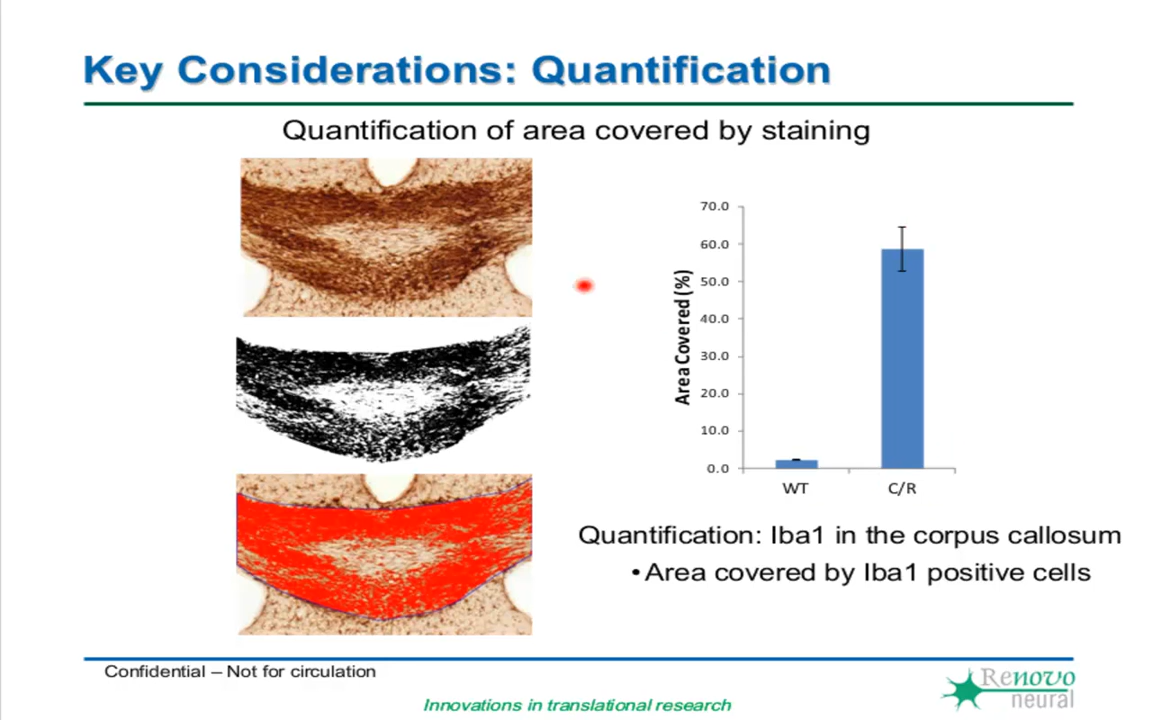 Key Considerations: Quantification
Quantification of area covered by staining
70.0
60.0
50.0
40.0
30.0
20.0
10.0
0.0
Area Covered (%)
WT C/R
Quantification: Iba1 in the corpus callosum
•Area covered by Iba1 positive cells
Confidential – Not for circulation
Innovations in translational research
Renovo
neural